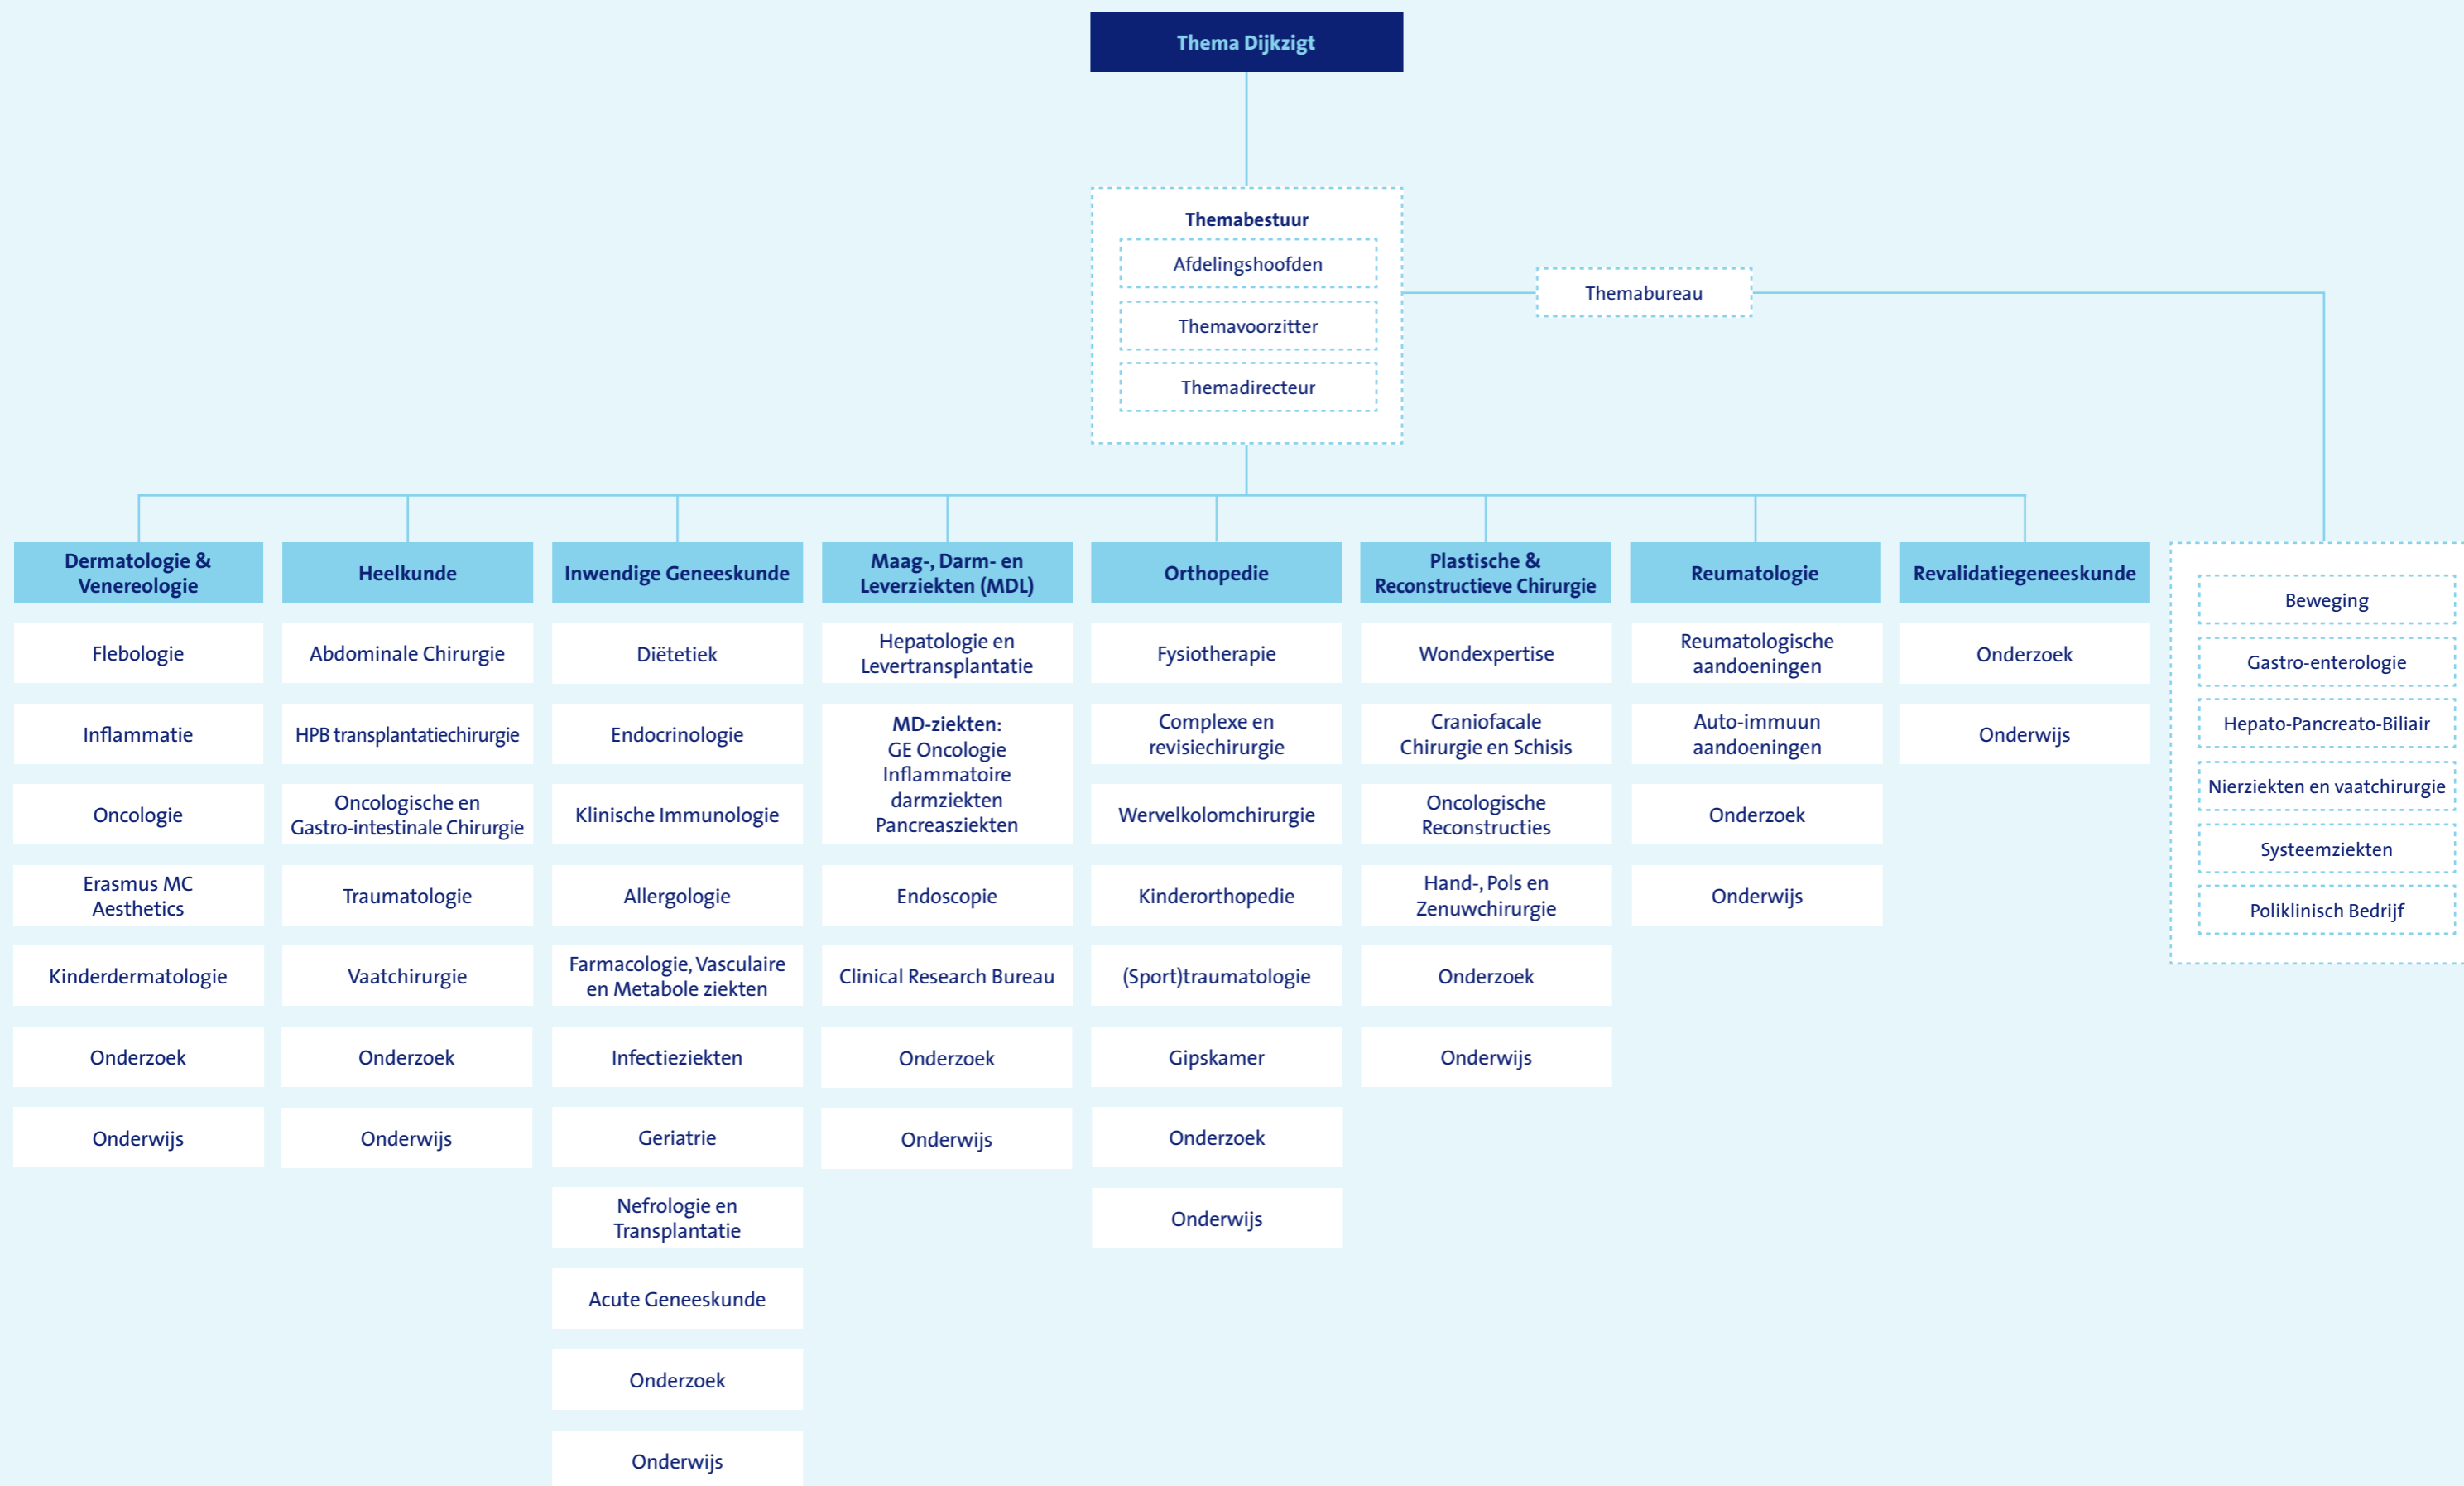 Thema Dijkzigt
Themabestuur
Afdelingshoofden
Themavoorzitter
Themadirecteur
Themabureau
Dermatologie &
Venereologie
Flebologie
Inflammatie
Oncologie
Erasmus MC
Aesthetics
Kinderdermatologie
Onderzoek
Onderwijs
Heelkunde
Abdominale Chirurgie
HPB transplantatiechirurgie
Oncologische en
Gastro-intestinale Chirurgie
Traumatologie
Vaatchirurgie
Onderzoek
Onderwijs
Inwendige Geneeskunde
Diëtetiek
Endocrinologie
Klinische Immunologie
Allergologie
Farmacologie, Vasculaire
en Metabole ziekten
Infectieziekten
Geriatrie
Nefrologie en
Transplantatie
Acute Geneeskunde
Onderzoek
Onderwijs
Maag-, Darm- en
Leverziekten (MDL)
Hepatologie en
Levertransplantatie
MD-ziekten:
GE Oncologie
Inflammatoire
darmziekten
Pancreasziekten
Endoscopie
Clinical Research Bureau
Onderzoek
Onderwijs
Orthopedie
Fysiotherapie
Complexe en
revisiechirurgie
Wervelkolomchirurgie
Kinderorthopedie
(Sport)traumatologie
Gipskamer
Onderzoek
Onderwijs
Plastische &
Reconstructieve Chirurgie
Wondexpertise
Craniofacale
Chirurgie en Schisis
Oncologische
Reconstructies
Hand-, Pols en
Zenuwchirurgie
Onderzoek
Onderwijs
Reumatologie
Reumatologische
aandoeningen
Auto-immuun
aandoeningen
Onderzoek
Onderwijs
Revalidatiegeneeskunde
Onderzoek
Onderwijs
Beweging
Gastro-enterologie
Hepato-Pancreato-Biliair
Nierziekten en vaatchirurgie
Systeemziekten
Poliklinisch Bedrijf